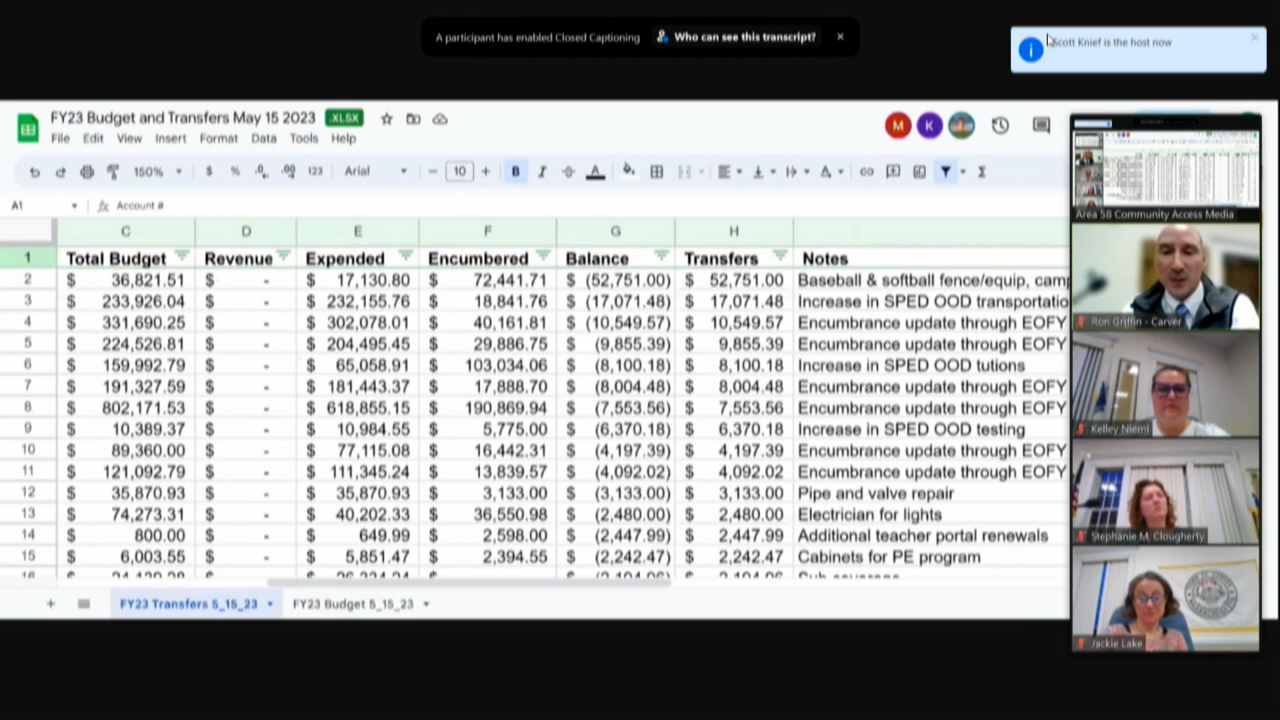 A participant has enabled Closed Captioning Who can see this transcript? ×
Scott Knief is the host now ×
FY23 Budget and Transfers May 15 2023 .XLSX
M K
File Edit View Insert Format Data Tools Help
150% $ % .0 .00 123 Arial − 10 + B I S A Σ
A1 fx Account #
C D E F G H
1 Total Budget Revenue Expended Encumbered Balance Transfers Notes
2 $ 36,821.51 $ - $ 17,130.80 $ 72,441.71 $ (52,751.00) $ 52,751.00 Baseball & softball fence/equip, camp
3 $ 233,926.04 $ - $ 232,155.76 $ 18,841.76 $ (17,071.48) $ 17,071.48 Increase in SPED OOD transportatio
4 $ 331,690.25 $ - $ 302,078.01 $ 40,161.81 $ (10,549.57) $ 10,549.57 Encumbrance update through EOFY
5 $ 224,526.81 $ - $ 204,495.45 $ 29,886.75 $ (9,855.39) $ 9,855.39 Encumbrance update through EOFY
6 $ 159,992.79 $ - $ 65,058.91 $ 103,034.06 $ (8,100.18) $ 8,100.18 Increase in SPED OOD tutions
7 $ 191,327.59 $ - $ 181,443.37 $ 17,888.70 $ (8,004.48) $ 8,004.48 Encumbrance update through EOFY
8 $ 802,171.53 $ - $ 618,855.15 $ 190,869.94 $ (7,553.56) $ 7,553.56 Encumbrance update through EOFY
9 $ 10,389.37 $ - $ 10,984.55 $ 5,775.00 $ (6,370.18) $ 6,370.18 Increase in SPED OOD testing
10 $ 89,360.00 $ - $ 77,115.08 $ 16,442.31 $ (4,197.39) $ 4,197.39 Encumbrance update through EOFY
11 $ 121,092.79 $ - $ 111,345.24 $ 13,839.57 $ (4,092.02) $ 4,092.02 Encumbrance update through EOFY
12 $ 35,870.93 $ - $ 35,870.93 $ 3,133.00 $ (3,133.00) $ 3,133.00 Pipe and valve repair
13 $ 74,273.31 $ - $ 40,202.33 $ 36,550.98 $ (2,480.00) $ 2,480.00 Electrician for lights
14 $ 800.00 $ - $ 649.99 $ 2,598.00 $ (2,447.99) $ 2,447.99 Additional teacher portal renewals
15 $ 6,003.55 $ - $ 5,851.47 $ 2,394.55 $ (2,242.47) $ 2,242.47 Cabinets for PE program
+ FY23 Transfers 5_15_23 FY23 Budget 5_15_23
Area 58 Community Access Media
Ron Griffin - Carver
Kelley Niemi
Stephanie M. Clougherty
Jackie Lake